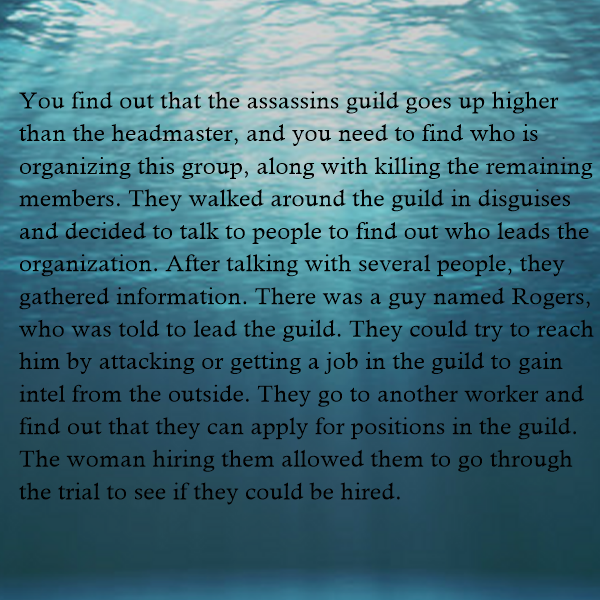 You find out that the assassins guild goes up higher
than the headmaster, and you need to find who is
organizing this group, along with killing the remaining
members. They walked around the guild in disguises
and decided to talk to people to find out who leads the
organization. After talking with several people, they
gathered information. There was a guy named Rogers,
who was told to lead the guild. They could try to reach
him by attacking or getting a job in the guild to gain
intel from the outside. They go to another worker and
find out that they can apply for positions in the guild.
The woman hiring them allowed them to go through
the trial to see if they could be hired.